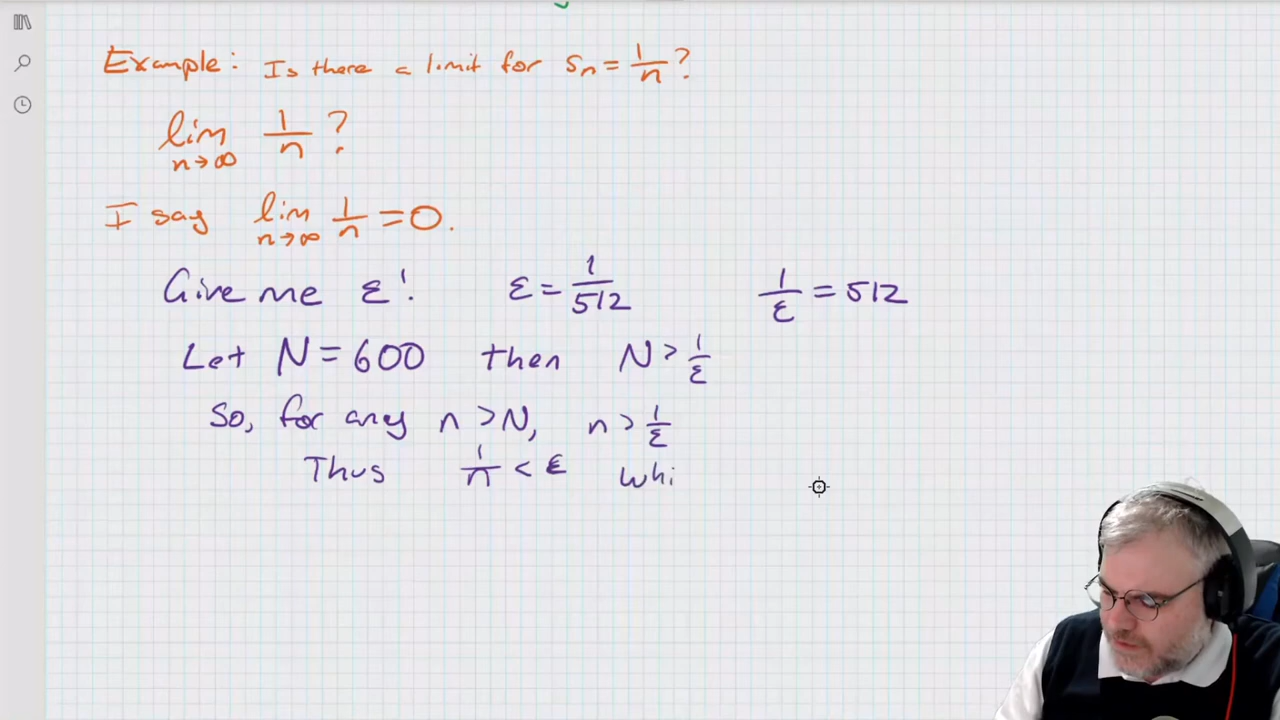 Example: Is there a limit for sₙ = 1/n?
lim n→∞ 1/n ?
I say lim n→∞ 1/n = 0.
Give me ε! ε = 1/512 1/ε = 512
Let N = 600 then N > 1/ε
So, for any n > N, n > 1/ε
Thus 1/n < ε whi